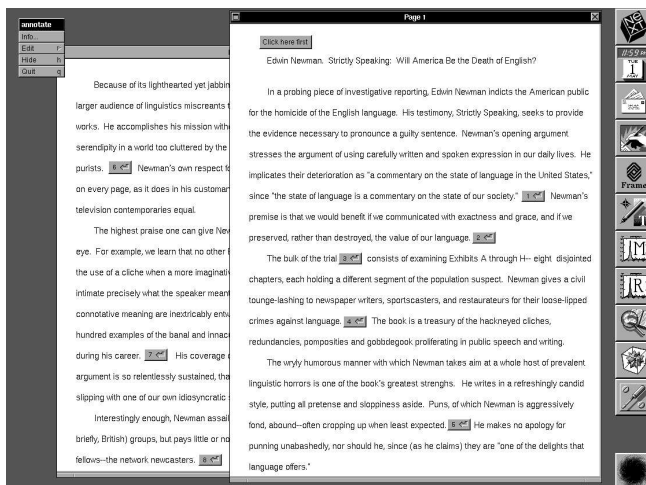 annotate
Info...
Edit r
Hide h
Quit q
Because of its lighthearted yet jabbin
larger audience of linguistics miscreants t
works. He accomplishes his mission with
serendipity in a world too cluttered by the
purists. 6 Newman's own respect fo
on every page, as it does in his customar
television contemporaries equal.
The highest praise one can give New
eye. For example, we learn that no other E
the use of a cliche when a more imaginativ
intimate precisely what the speaker meant
connotative meaning are inextricably entw
hundred examples of the banal and innac
during his career. 7 His coverage o
argument is so relentlessly sustained, tha
slipping with one of our own idiosyncratic s
Interestingly enough, Newman assail
briefly, British) groups, but pays little or no
fellows--the network newcasters. 8
Page 1
Click here first
Edwin Newman. Strictly Speaking: Will America Be the Death of English?
In a probing piece of investigative reporting, Edwin Newman indicts the American public
for the homicide of the English language. His testimony, Strictly Speaking, seeks to provide
the evidence necessary to pronounce a guilty sentence. Newman's opening argument
stresses the argument of using carefully written and spoken expression in our daily lives. He
implicates their deterioration as "a commentary on the state of language in the United States,"
since "the state of language is a commentary on the state of our society." 1 Newman's
premise is that we would benefit if we communicated with exactness and grace, and if we
preserved, rather than destroyed, the value of our language. 2
The bulk of the trial 3 consists of examining Exhibits A through H-- eight disjointed
chapters, each holding a different segment of the population suspect. Newman gives a civil
tounge-lashing to newspaper writers, sportscasters, and restaurateurs for their loose-lipped
crimes against language. 4 The book is a treasury of the hackneyed cliches,
redundancies, pomposities and gobbdegook proliferating in public speech and writing.
The wryly humorous manner with which Newman takes aim at a whole host of prevalent
linguistic horrors is one of the book's greatest strenghs. He writes in a refreshingly candid
style, putting all pretense and sloppiness aside. Puns, of which Newman is aggressively
fond, abound--often cropping up when least expected. 5 He makes no apology for
punning unabashedly, nor should he, since (as he claims) they are "one of the delights that
language offers."
NeXT
11:59
TUE
1
MAY
Frame
M
R